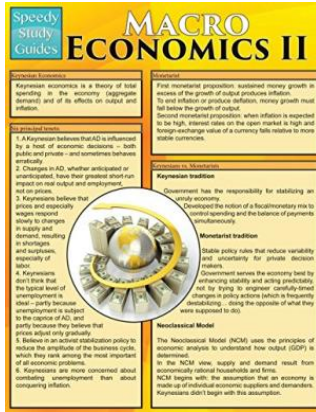 Speedy
Study
Guides
MACRO
ECONOMICS II
Keynesian Economics
Keynesian economics is a theory of total
spending in the economy (aggregate
demand) and of its effects on output and
inflation.
Six principal tenets
1. A Keynesian believes that AD is influenced
by a host of economic decisions – both
public and private – and sometimes behaves
erratically.
2. Changes in AD, whether anticipated or
unanticipated, have their greatest short-run
impact on real output and employment,
not on prices.
3. Keynesians believe that
prices and especially
wages respond
slowly to changes
in supply and
demand, resulting
in shortages
and surpluses,
especially of
labor.
4. Keynesians
don't think that
the typical level of
unemployment is
ideal – partly because
unemployment is subject
to the caprice of AD, and
partly because they believe that
prices adjust only gradually.
5. Believe in an activist stabilization policy to
reduce the amplitude of the business cycle,
which they rank among the most important
of all economic problems.
6. Keynesians are more concerned about
combating unemployment than about
conquering inflation.
Monetarist
First monetarist proposition: sustained money growth in
excess of the growth of output produces inflation.
To end inflation or produce deflation, money growth must
fall below the growth of output.
Second monetarist proposition: when inflation is expected
to be high, interest rates on the open market is high and
foreign-exchange value of a currency falls relative to more
stable currencies.
Keynesians vs. Monetarists
Keynesian tradition
Government has the responsibility for stabilizing an
unruly economy.
Developed the notion of a fiscal/monetary mix to
control spending and the balance of payments
simultaneously.
Monetarist tradition
Stable policy rules that reduce variability
and uncertainty for private decision
makers.
Government serves the economy best by
enhancing stability and acting predictably,
not by trying to engineer carefully-timed
changes in policy actions (which is frequently
destabilizing... doing the opposite of what they
were supposed to do).
Neoclassical Model
The Neoclassical Model (NCM) uses the principles of
economic analysis to understand how output (GDP) is
determined.
In the NCM view, supply and demand result from
economically rational households and firms.
NCM begins with: the assumption that an economy is
made up of individual economic suppliers and demanders.
Keynesians didn't begin with this assumption.